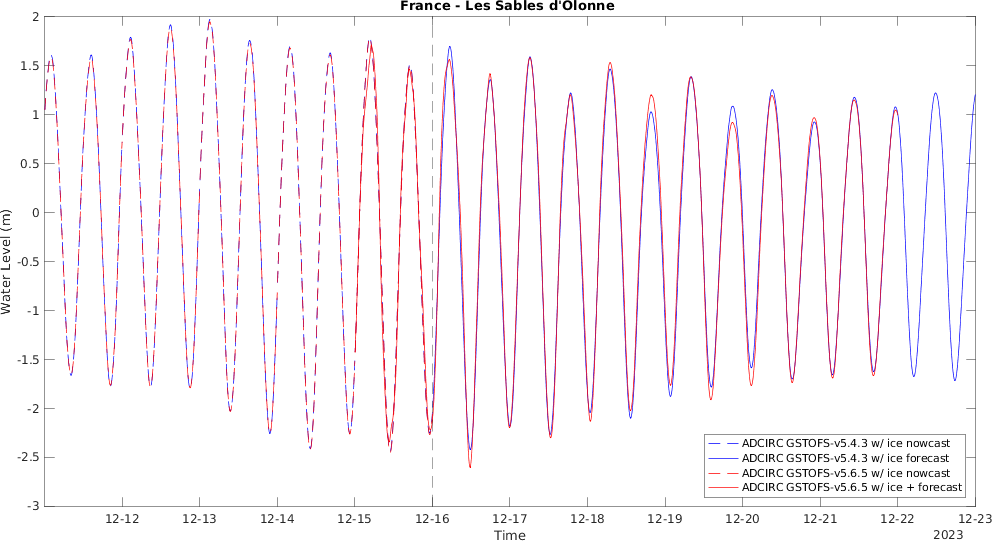 France - Les Sables d'Olonne
2
1.5
1
0.5
0
-0.5
-1
-1.5
-2
-2.5
-3
Water Level (m)
ADCIRC GSTOFS-v5.4.3 w/ ice nowcast
ADCIRC GSTOFS-v5.4.3 w/ ice forecast
ADCIRC GSTOFS-v5.6.5 w/ ice nowcast
ADCIRC GSTOFS-v5.6.5 w/ ice + forecast
12-12 12-13 12-14 12-15 12-16 12-17 12-18 12-19 12-20 12-21 12-22 12-23
Time
2023